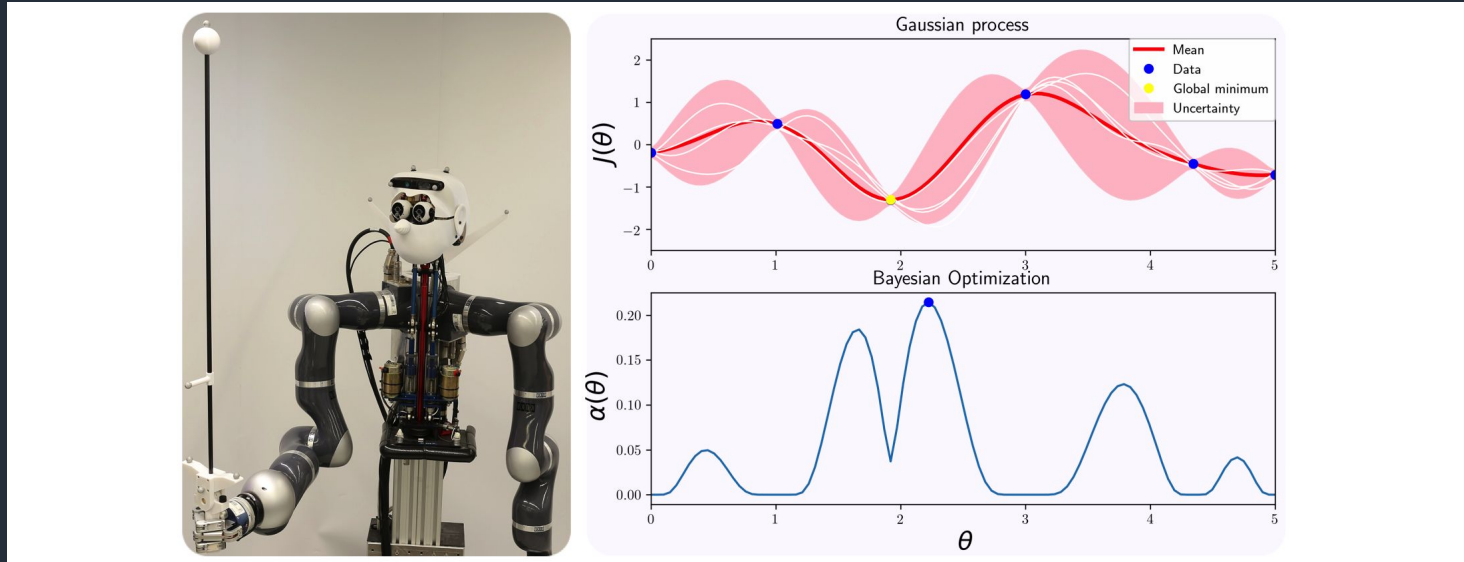 Gaussian process
Mean
Data
Global minimum
Uncertainty
J(θ)
2
1
0
−1
−2
0 1 2 3 4 5
Bayesian Optimization
α(θ)
0.20
0.15
0.10
0.05
0.00
0 1 2 3 4 5
θ